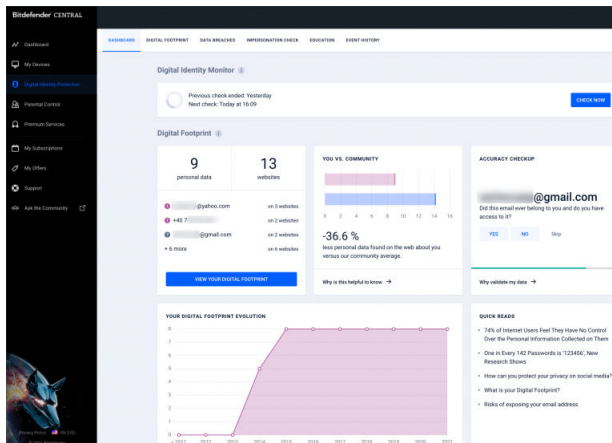 Bitdefender CENTRAL
Dashboard
My Devices
Digital Identity Protection
Parental Control
Premium Services
My Subscriptions
My Offers
Support
Ask the Community
DASHBOARD DIGITAL FOOTPRINT DATA BREACHES IMPERSONATION CHECK EDUCATION EVENT HISTORY
Digital Identity Monitor
Previous check ended: Yesterday
Next check: Today at 16:09
CHECK NOW
Digital Footprint
9 13
personal data websites
@yahoo.com on 3 websites
+40 7 on 2 websites
@gmail.com on 2 websites
+ 6 more on 6 websites
VIEW YOUR DIGITAL FOOTPRINT
YOU VS. COMMUNITY
0 2 4 6 8 10 12 14 16
-36.6 %
less personal data found on the web about you
versus our community average.
Why is this helpful to know →
ACCURACY CHECKUP
@gmail.com
Did this email ever belong to you and do you have
access to it?
YES NO Skip
Why validate my data →
YOUR DIGITAL FOOTPRINT EVOLUTION
8
7
6
5
4
3
2
1
0
< 2011 2012 2013 2014 2015 2016 2017 2018 2019 2020 2021
QUICK READS
74% of Internet Users Feel They Have No Control
Over the Personal Information Collected on Them
One in Every 142 Passwords is '123456', New
Research Shows
How can you protect your privacy on social media?
What is your Digital Footprint?
Risks of exposing your email address
Privacy Policy